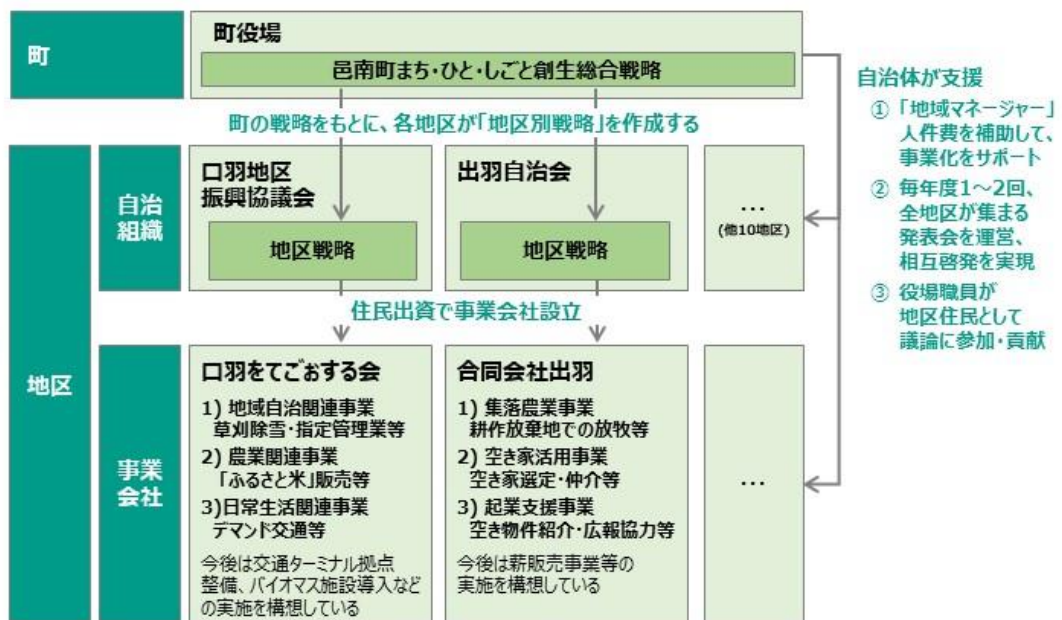 町
町役場
邑南町まち・ひと・しごと創生総合戦略
町の戦略をもとに、各地区が「地区別戦略」を作成する
地区
自治
組織
口羽地区
振興協議会
地区戦略
出羽自治会
地区戦略
…
(他10地区)
住民出資で事業会社設立
事業
会社
口羽をてごぉする会
1) 地域自治関連事業
草刈除雪・指定管理業等
2) 農業関連事業
「ふるさと米」販売等
3)日常生活関連事業
デマンド交通等
今後は交通ターミナル拠点
整備、バイオマス施設導入など
の実施を構想している
合同会社出羽
1) 集落農業事業
耕作放棄地での放牧等
2) 空き家活用事業
空き家選定・仲介等
3) 起業支援事業
空き物件紹介・広報協力等
今後は薪販売事業等の
実施を構想している
…
自治体が支援
① 「地域マネージャー」
人件費を補助して、
事業化をサポート
② 毎年度1～2回、
全地区が集まる
発表会を運営、
相互啓発を実現
③ 役場職員が
地区住民として
議論に参加・貢献